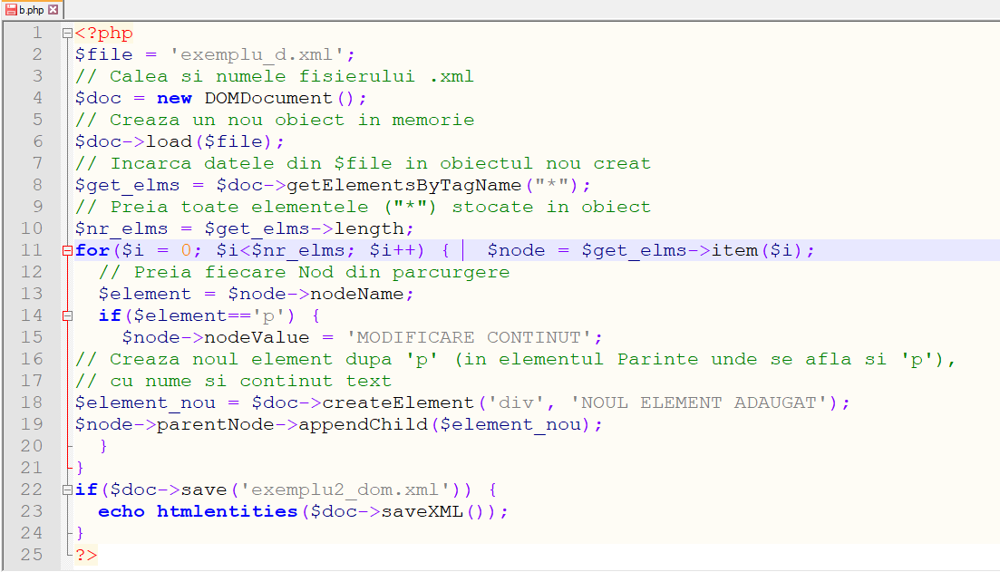 b.php
1 <?php
2 $file = 'exemplu_d.xml';
3 // Calea si numele fisierului .xml
4 $doc = new DOMDocument();
5 // Creaza un nou obiect in memorie
6 $doc->load($file);
7 // Incarca datele din $file in obiectul nou creat
8 $get_elms = $doc->getElementsByTagName("*");
9 // Preia toate elementele ("*") stocate in obiect
10 $nr_elms = $get_elms->length;
11 for($i = 0; $i<$nr_elms; $i++) {   $node = $get_elms->item($i);
12   // Preia fiecare Nod din parcurgere
13   $element = $node->nodeName;
14   if($element=='p') {
15     $node->nodeValue = 'MODIFICARE CONTINUT';
16 // Creaza noul element dupa 'p' (in elementul Parinte unde se afla si 'p'),
17 // cu nume si continut text
18 $element_nou = $doc->createElement('div', 'NOUL ELEMENT ADAUGAT');
19 $node->parentNode->appendChild($element_nou);
20   }
21 }
22 if($doc->save('exemplu2_dom.xml')) {
23   echo htmlentities($doc->saveXML());
24 }
25 ?>